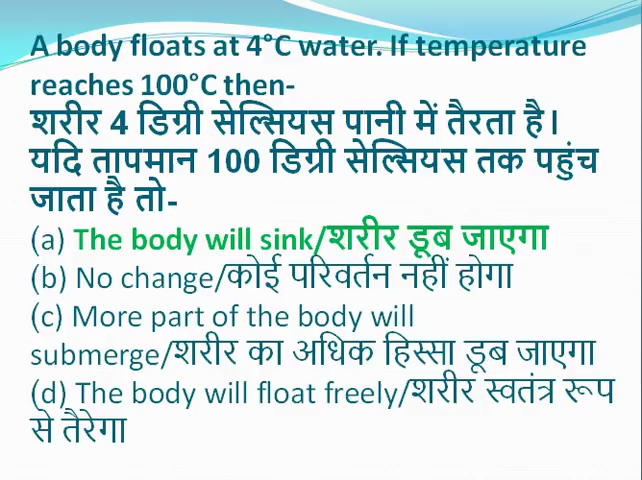 A body floats at 4°C water. If temperature
reaches 100°C then-
शरीर 4 डिग्री सेल्सियस पानी में तैरता है।
यदि तापमान 100 डिग्री सेल्सियस तक पहुंच
जाता है तो-
(a) The body will sink/शरीर डूब जाएगा
(b) No change/कोई परिवर्तन नहीं होगा
(c) More part of the body will
submerge/शरीर का अधिक हिस्सा डूब जाएगा
(d) The body will float freely/शरीर स्वतंत्र रूप
से तैरेगा